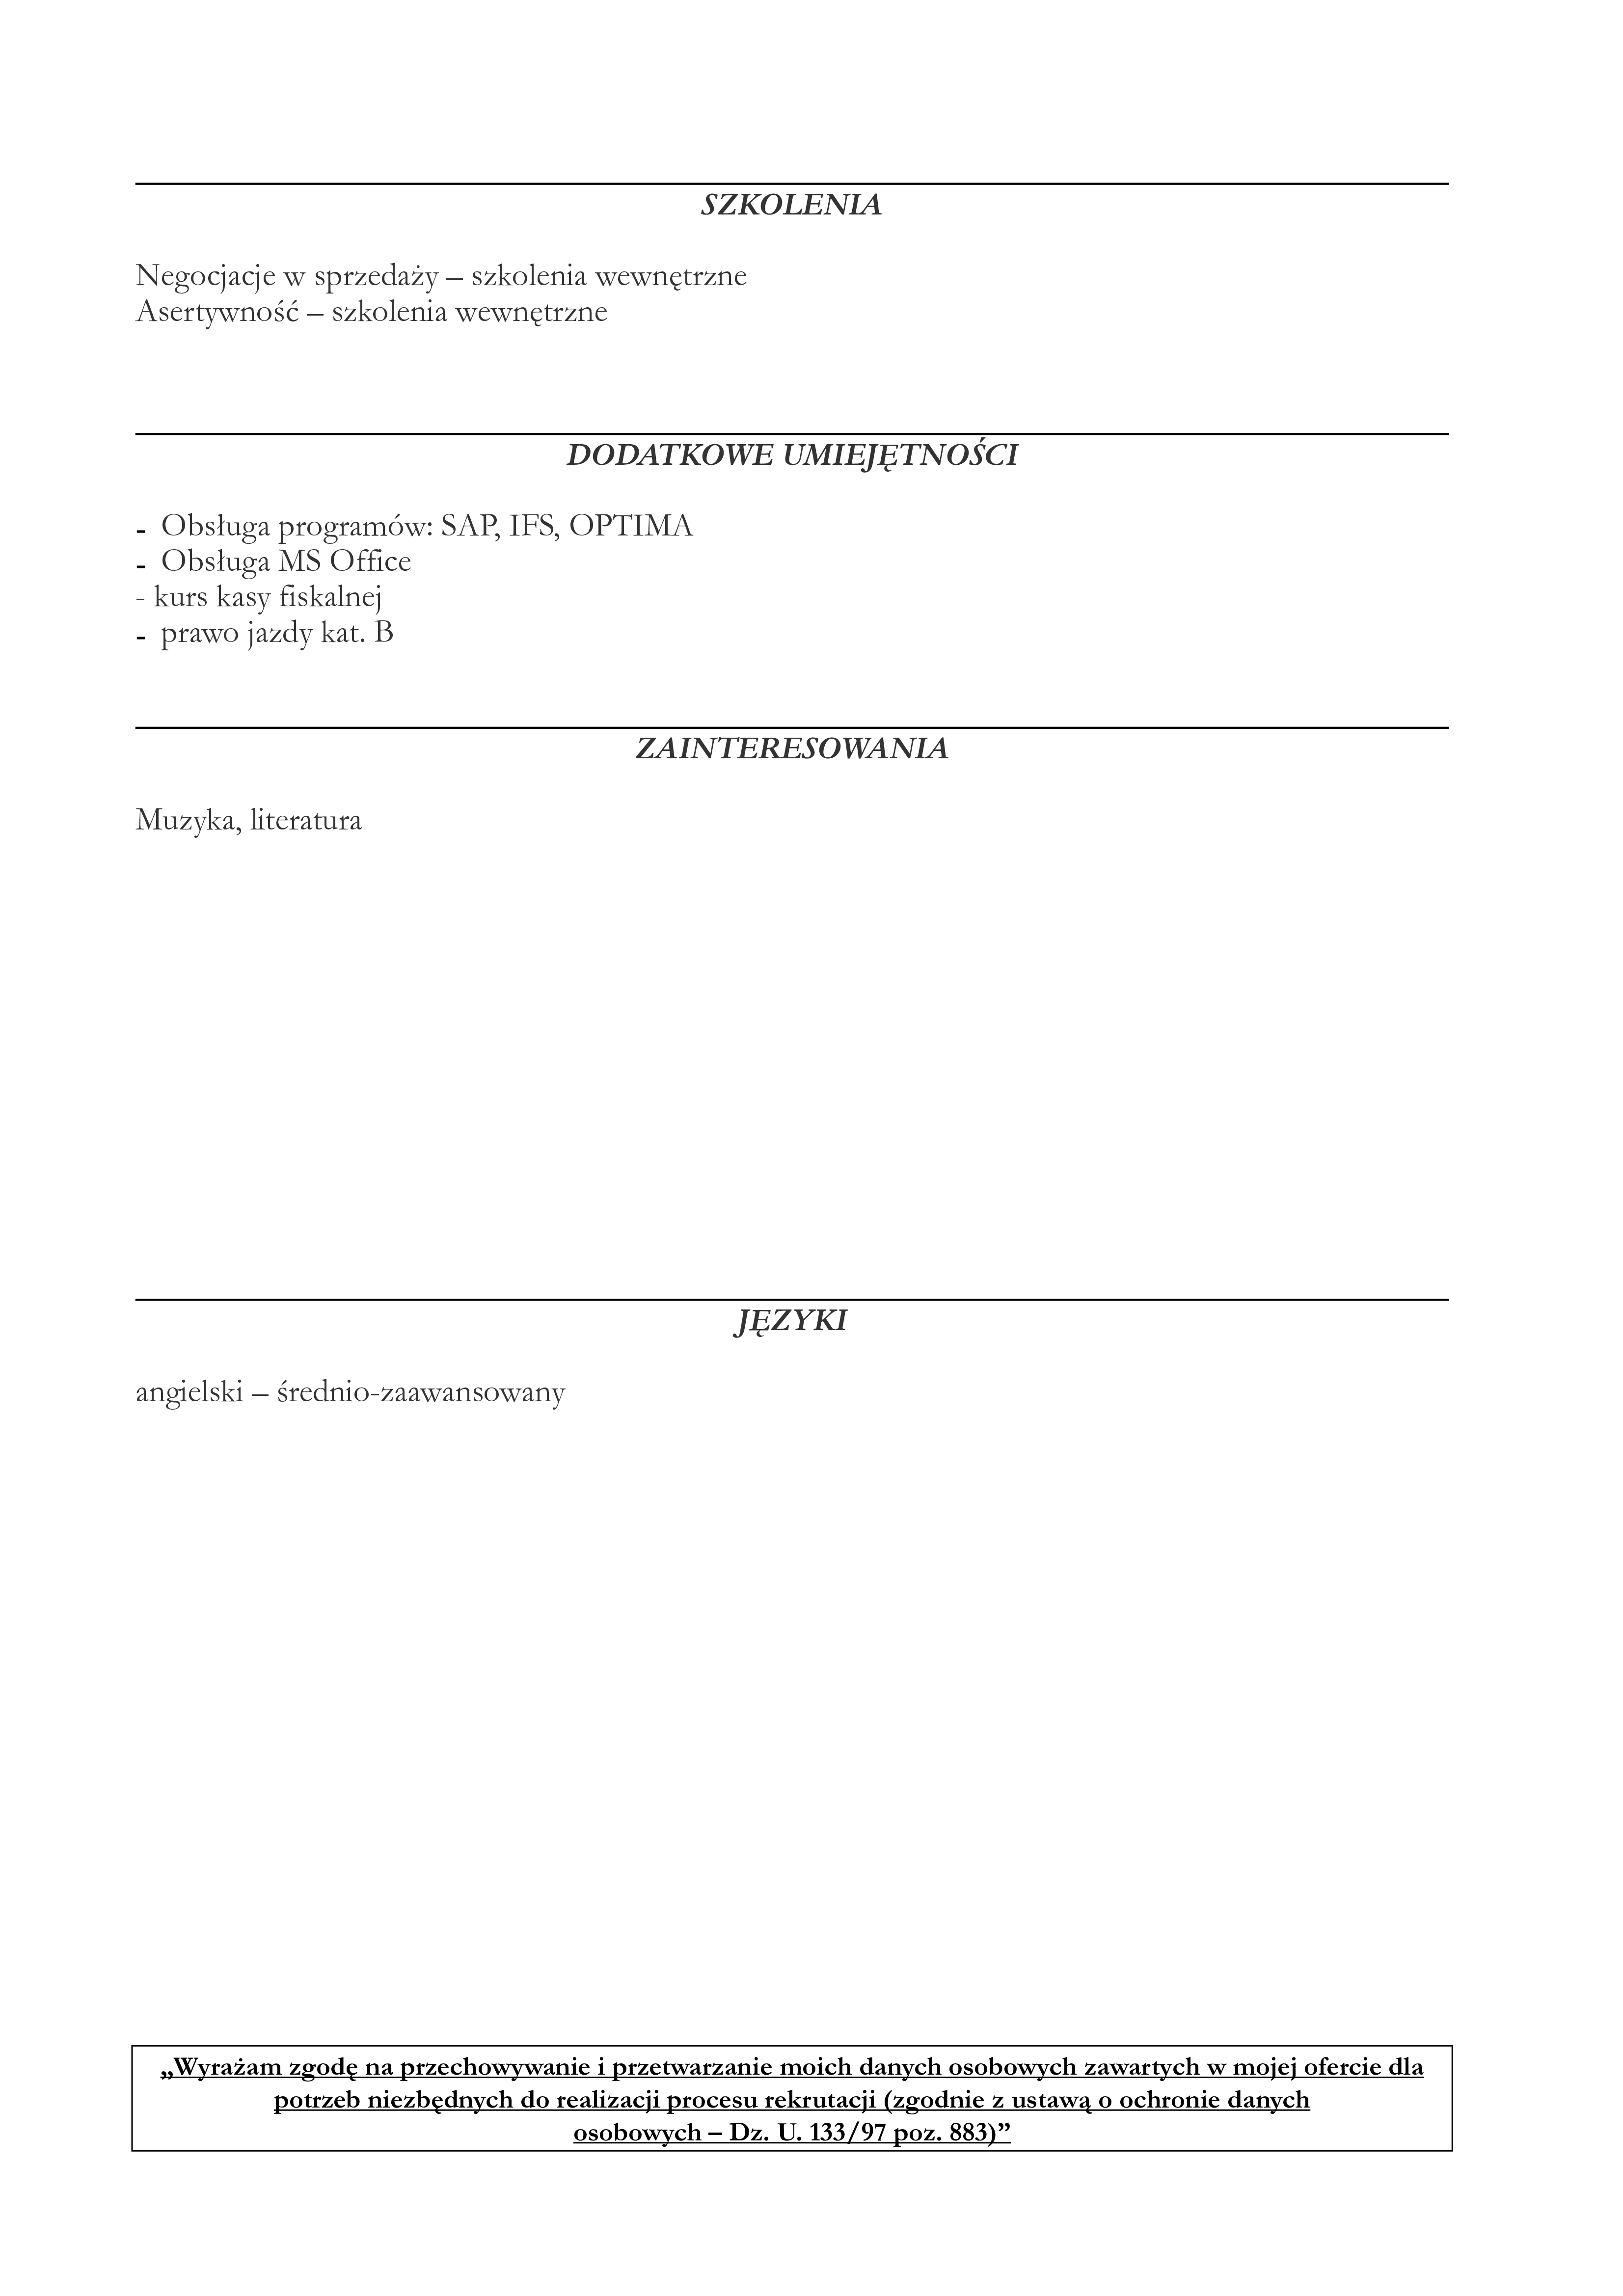 SZKOLENIA
Negocjacje w sprzedaży – szkolenia wewnętrzne
Asertywność – szkolenia wewnętrzne
DODATKOWE UMIEJĘTNOŚCI
- Obsługa programów: SAP, IFS, OPTIMA
- Obsługa MS Office
- kurs kasy fiskalnej
- prawo jazdy kat. B
ZAINTERESOWANIA
Muzyka, literatura
JĘZYKI
angielski – średnio-zaawansowany
„Wyrażam zgodę na przechowywanie i przetwarzanie moich danych osobowych zawartych w mojej ofercie dla
potrzeb niezbędnych do realizacji procesu rekrutacji (zgodnie z ustawą o ochronie danych
osobowych – Dz. U. 133/97 poz. 883)”